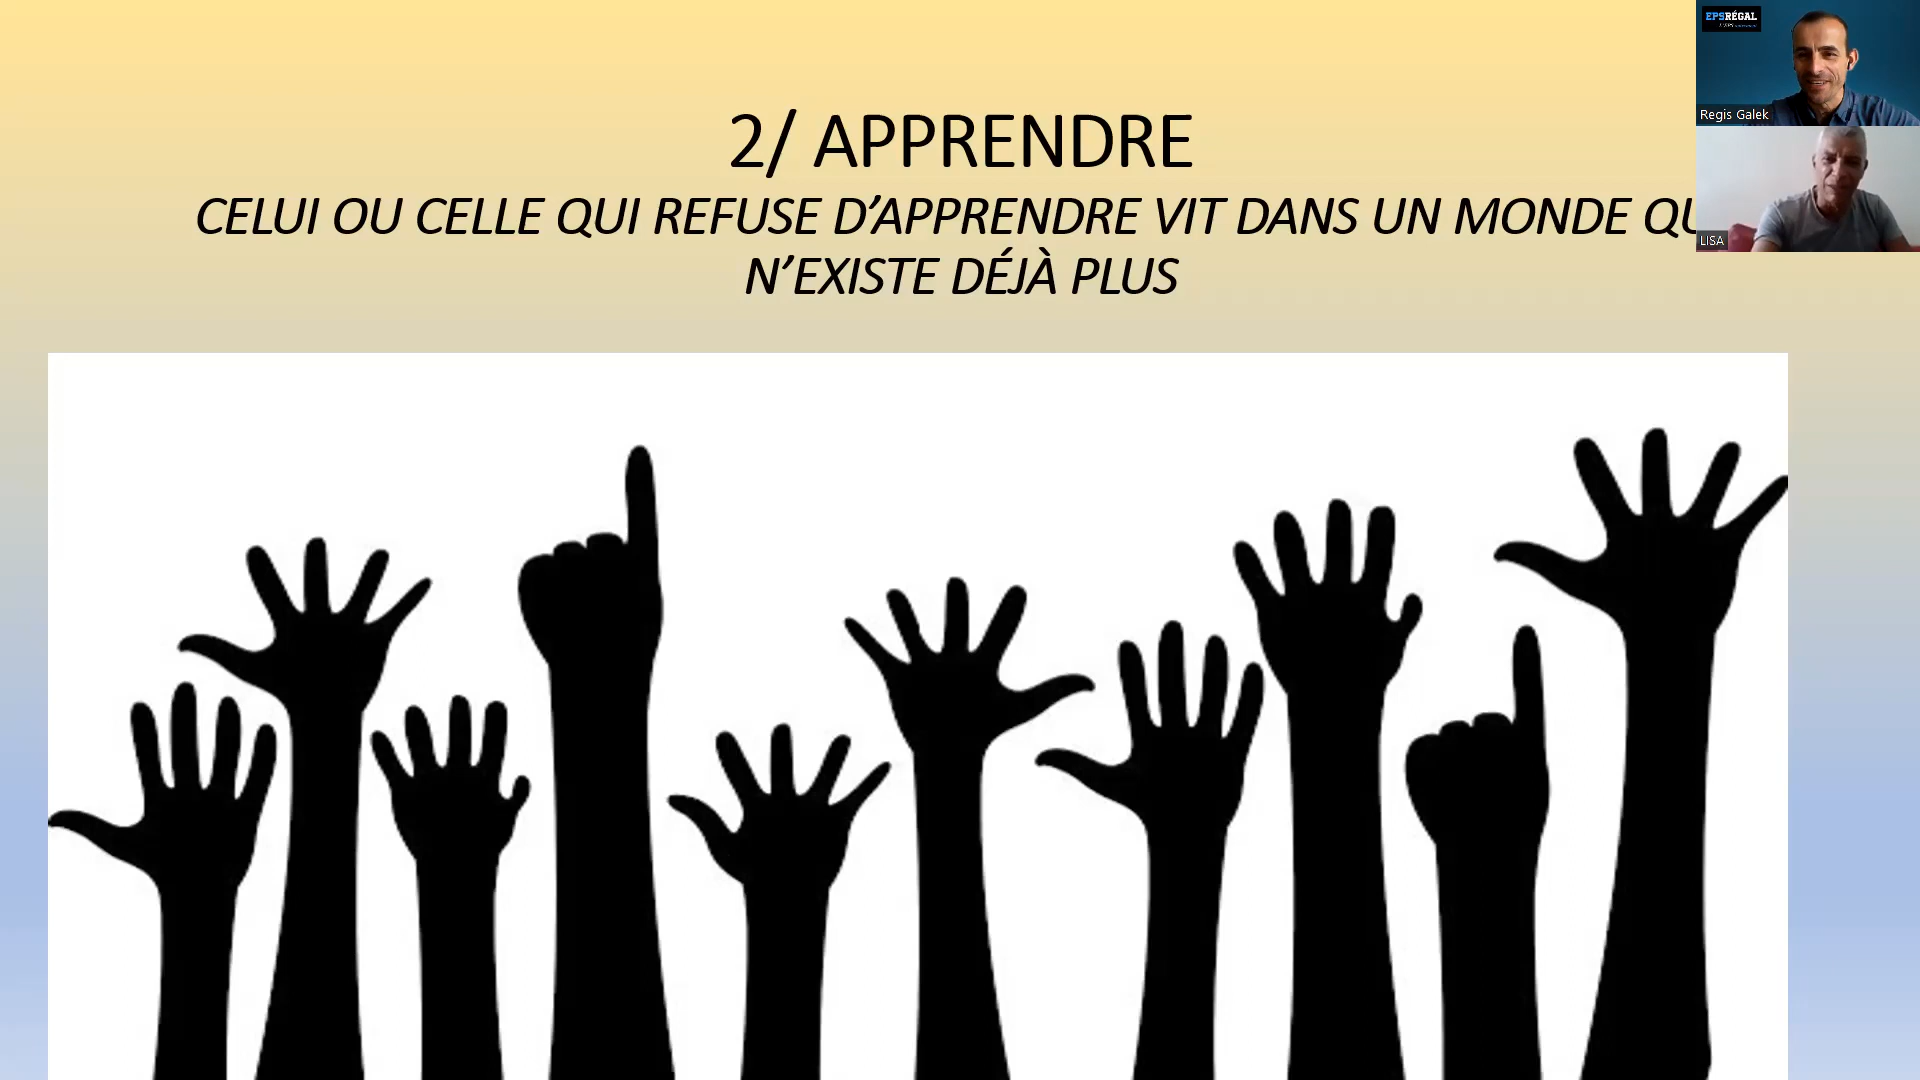 2/ APPRENDRE
CELUI OU CELLE QUI REFUSE D’APPRENDRE VIT DANS UN MONDE QU
N’EXISTE DÉJÀ PLUS
EPSRÉGAL
Regis Galek
LISA